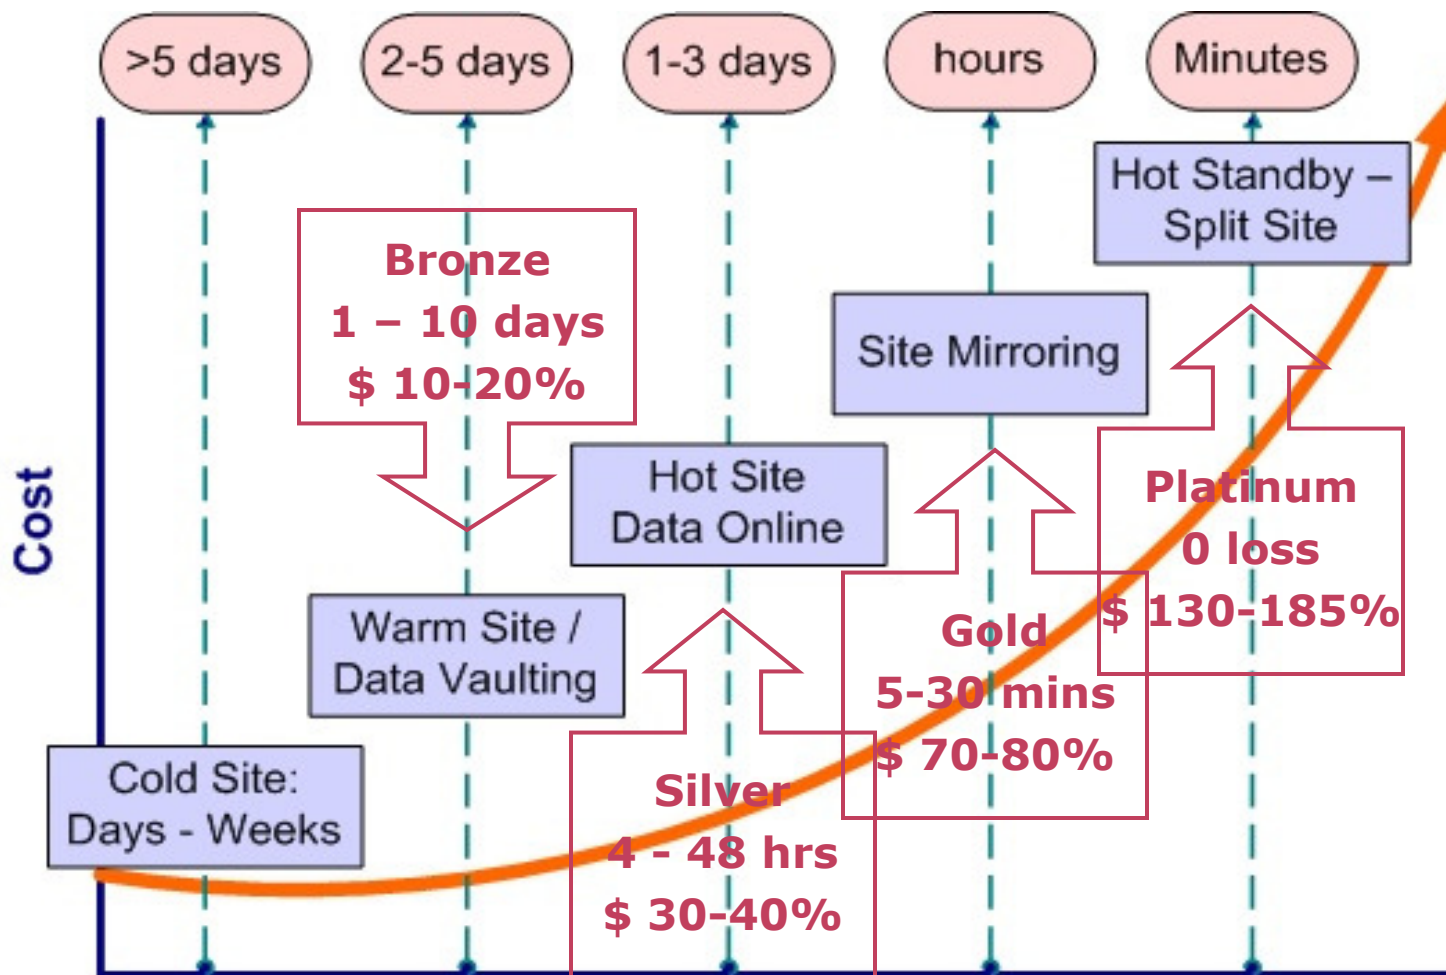 >5 days
2-5 days
1-3 days
hours
Minutes
Hot Standby –
Split Site
Bronze
1 – 10 days
$ 10-20%
Site Mirroring
Hot Site
Data Online
Platinum
0 loss
$ 130-185%
Cost
Warm Site /
Data Vaulting
Gold
5-30 mins
$ 70-80%
Cold Site:
Days - Weeks
Silver
4 - 48 hrs
$ 30-40%